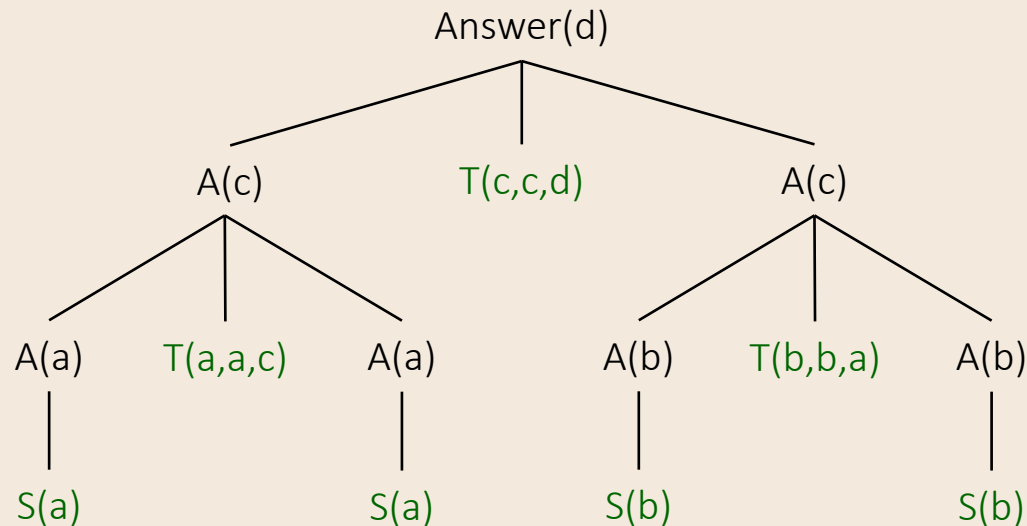 Answer(d)
A(c) T(c,c,d) A(c)
A(a) T(a,a,c) A(a) A(b) T(b,b,a) A(b)
S(a) S(a) S(b) S(b)